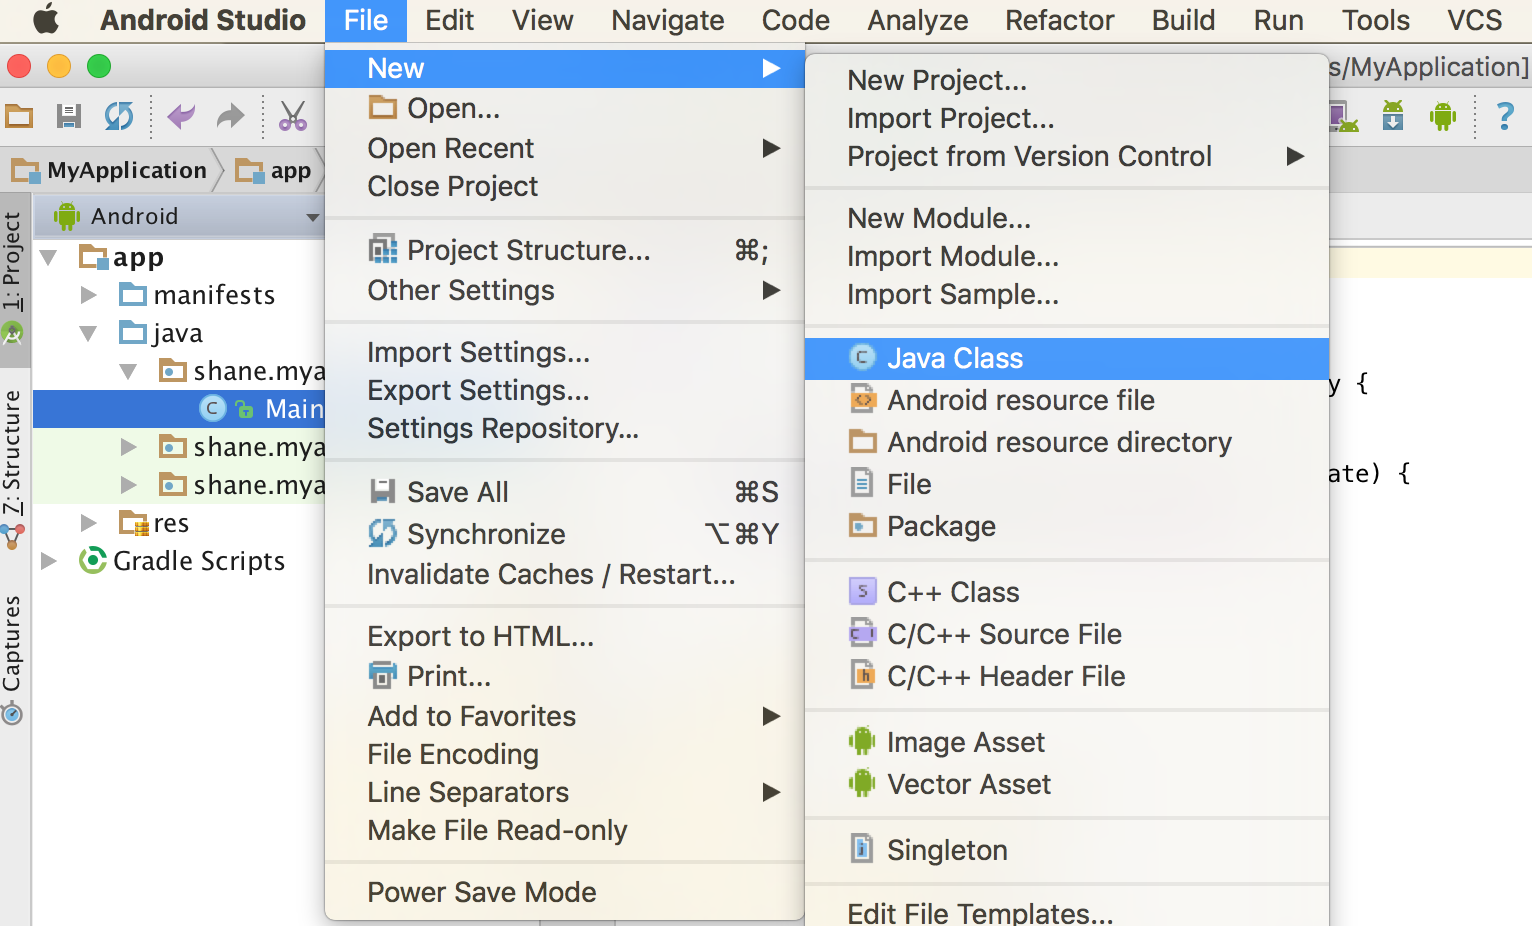 Android Studio File Edit View Navigate Code Analyze Refactor Build Run Tools VCS
s/MyApplication]
MyApplication app
Android
1: Project
7: Structure
Captures
app
manifests
java
shane.mya
Main
shane.mya
shane.mya
res
Gradle Scripts
New
Open...
Open Recent
Close Project
Project Structure... ⌘;
Other Settings
Import Settings...
Export Settings...
Settings Repository...
Save All ⌘S
Synchronize ⌥⌘Y
Invalidate Caches / Restart...
Export to HTML...
Print...
Add to Favorites
File Encoding
Line Separators
Make File Read-only
Power Save Mode
New Project...
Import Project...
Project from Version Control
New Module...
Import Module...
Import Sample...
Java Class
Android resource file
Android resource directory
File
Package
C++ Class
C/C++ Source File
C/C++ Header File
Image Asset
Vector Asset
Singleton
Edit File Templates...
y {
ate) {